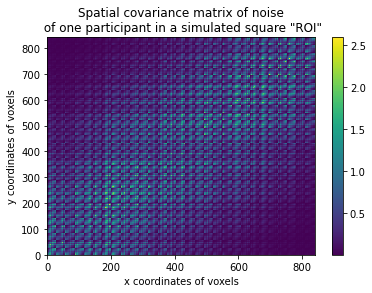 Spatial covariance matrix of noise
of one participant in a simulated square "ROI"
800
700
600
500
400
300
200
100
0
y coordinates of voxels
0 200 400 600 800
x coordinates of voxels
2.5
2.0
1.5
1.0
0.5